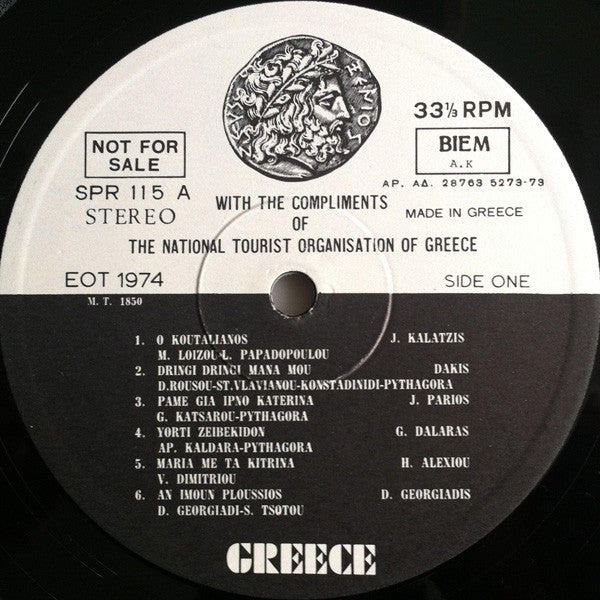 ΖΕΥΣ ΞΕΝΙΟΣ
33⅓ RPM
NOT FOR
SALE
BIEM
A.K
SPR 115 A
AP. ΑΔ. 28763 5273-73
STEREO
WITH THE COMPLIMENTS
OF
MADE IN GREECE
THE NATIONAL TOURIST ORGANISATION OF GREECE
EOT 1974
SIDE ONE
M. T. 1850
1. O KOUTALIANOS J. KALATZIS
M. LOIZOU-L. PAPADOPOULOU
2. DRINGI DRINGI MANA MOU DAKIS
D.ROUSOU-ST.VLAVIANOU-KONSTADINIDI-PYTHAGORA
3. PAME GIA IPNO KATERINA J. PARIOS
G. KATSAROU-PYTHAGORA
4. YORTI ZEIBEKIDON G. DALARAS
AP. KALDARA-PYTHAGORA
5. MARIA ME TA KITRINA H. ALEXIOU
V. DIMITRIOU
6. AN IMOUN PLOUSSIOS D. GEORGIADIS
D. GEORGIADI-S. TSOTOU
GREECE